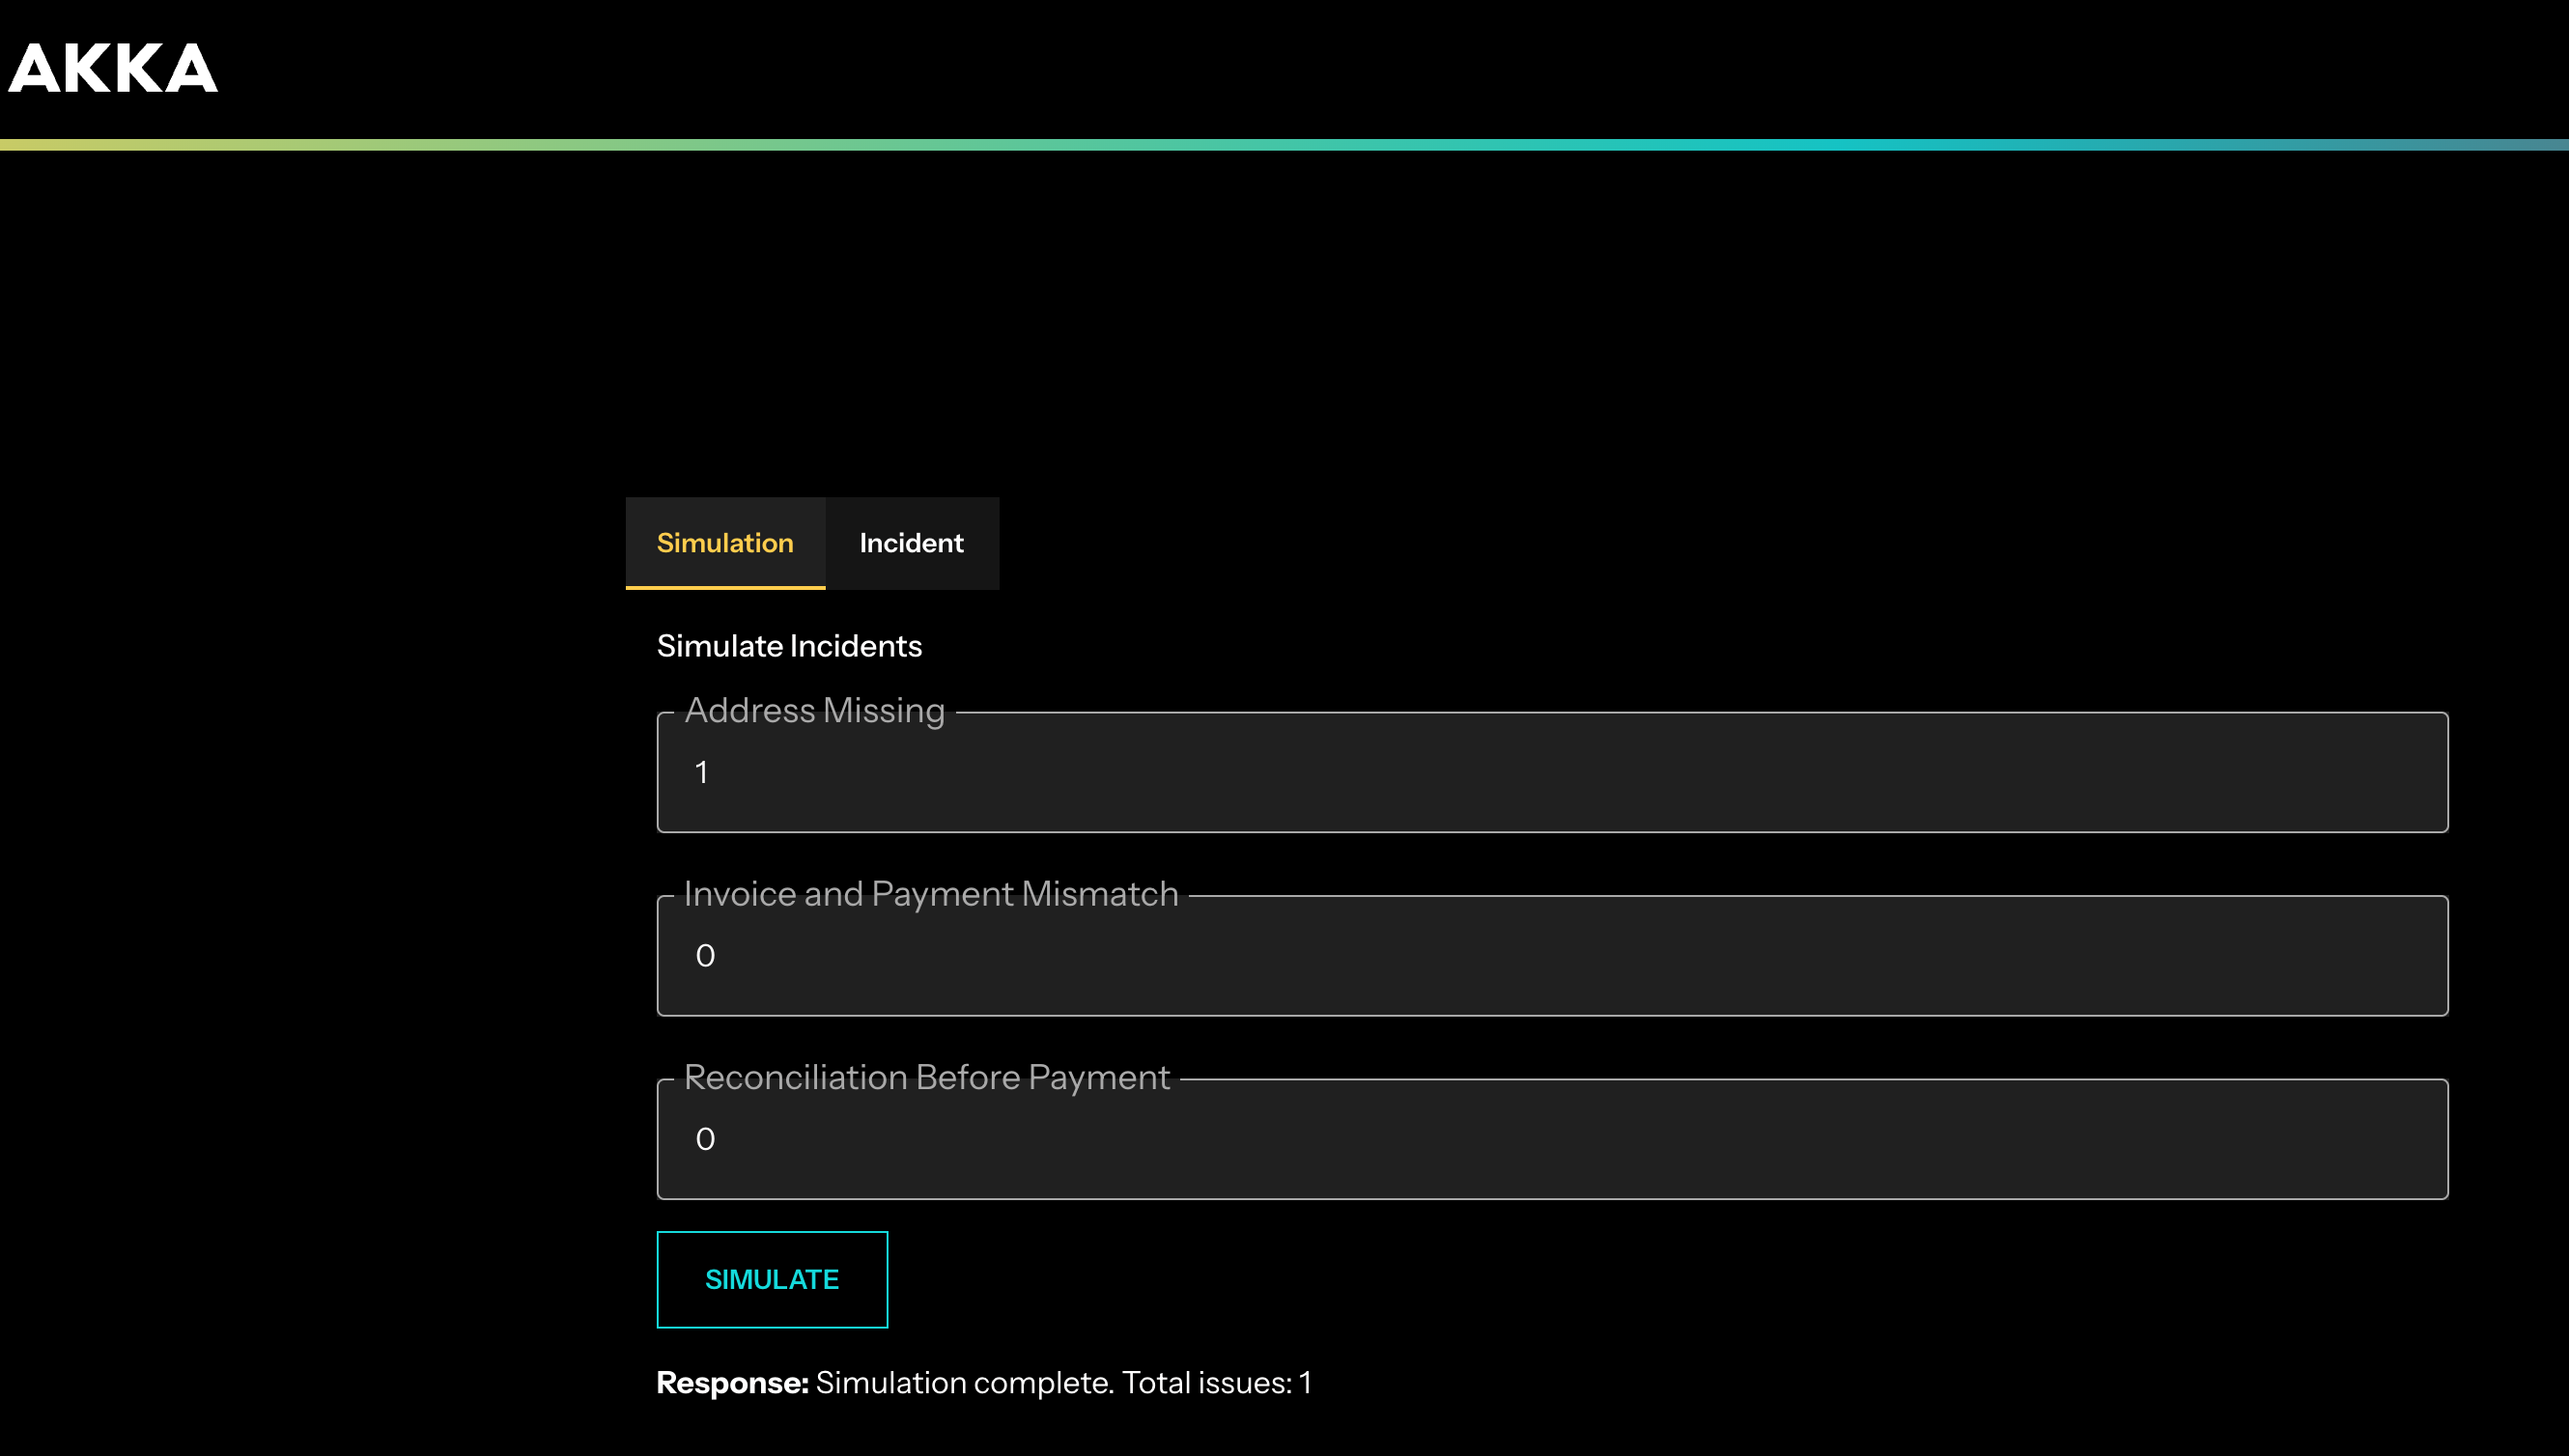 AKKA
Simulation Incident
Simulate Incidents
Address Missing
1
Invoice and Payment Mismatch
0
Reconciliation Before Payment
0
SIMULATE
Response: Simulation complete. Total issues: 1